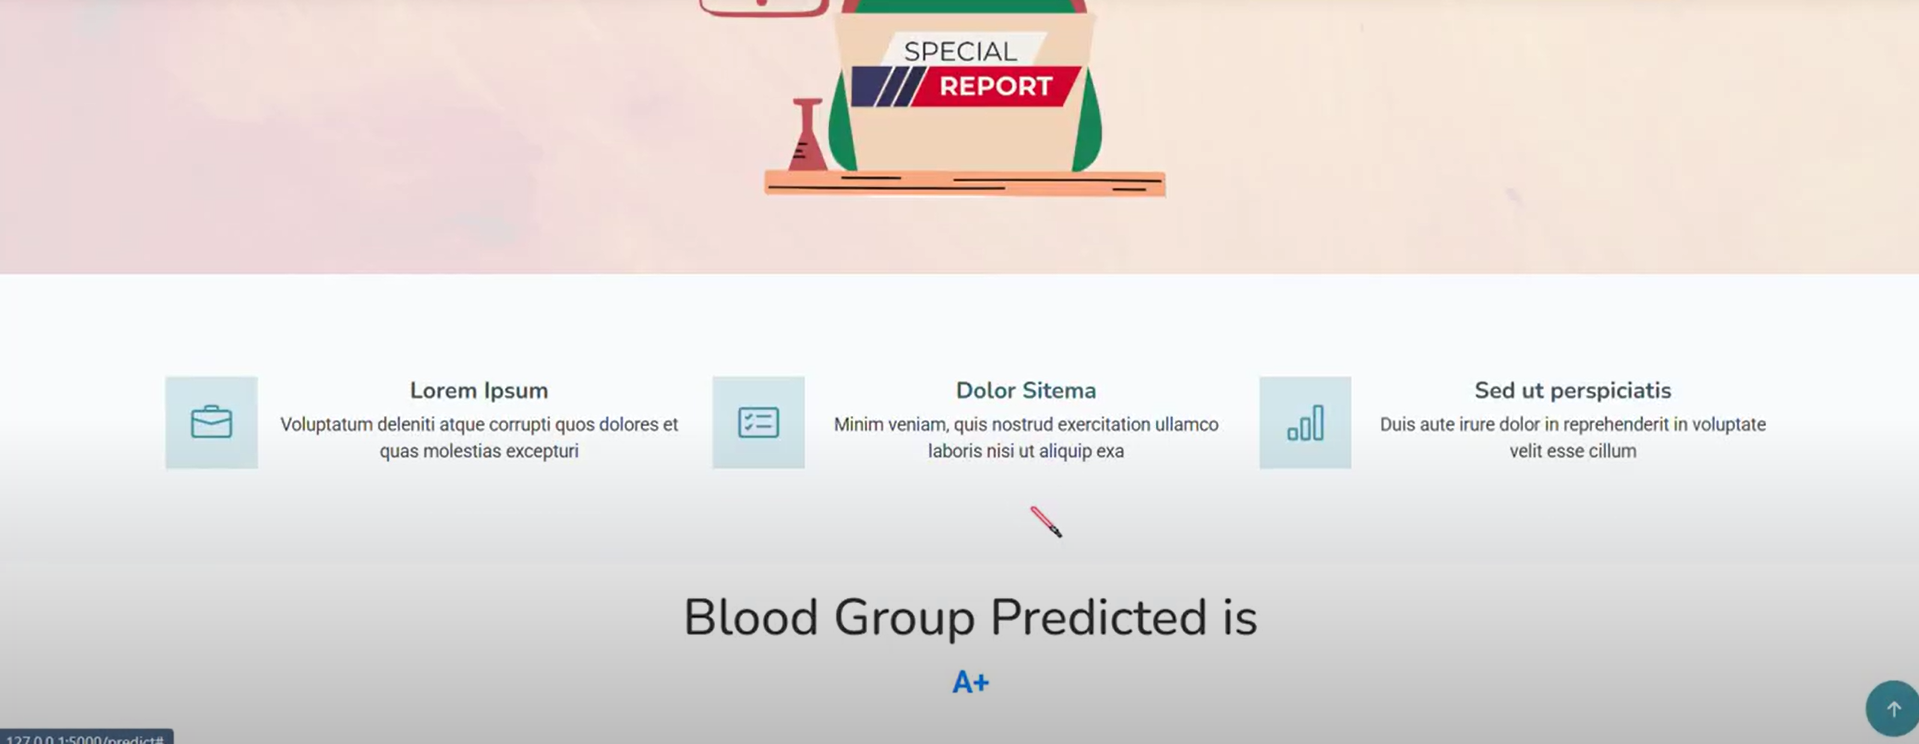 SPECIAL
REPORT
Lorem Ipsum
Voluptatum deleniti atque corrupti quos dolores et
quas molestias excepturi
Dolor Sitema
Minim veniam, quis nostrud exercitation ullamco
laboris nisi ut aliquip exa
Sed ut perspiciatis
Duis aute irure dolor in reprehenderit in voluptate
velit esse cillum
Blood Group Predicted is
A+
127.0.0.1:5000/predict#